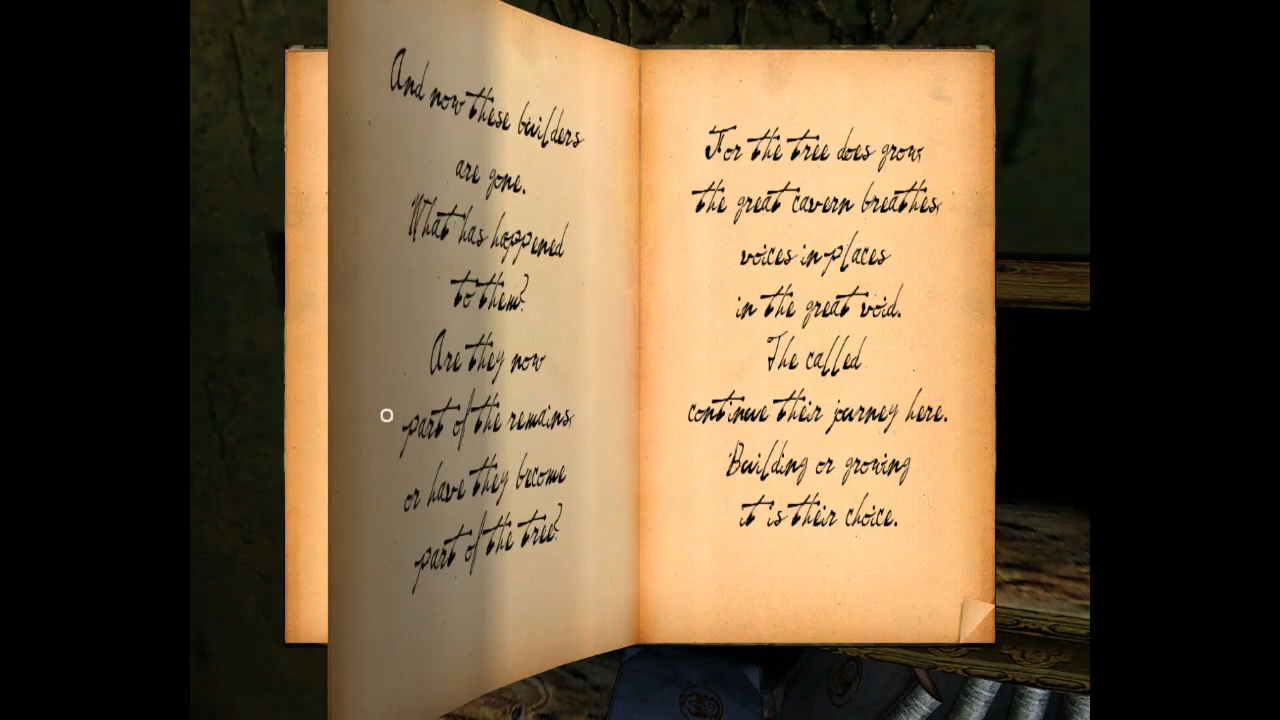 And now these builders
are gone.
What has happened
to them?
Are they now
part of the remains,
or have they become
part of the tree?
For the tree does grow,
the great cavern breathes,
voices in places
in the great void.
The called
continue their journey here.
Building or growing
it is their choice.